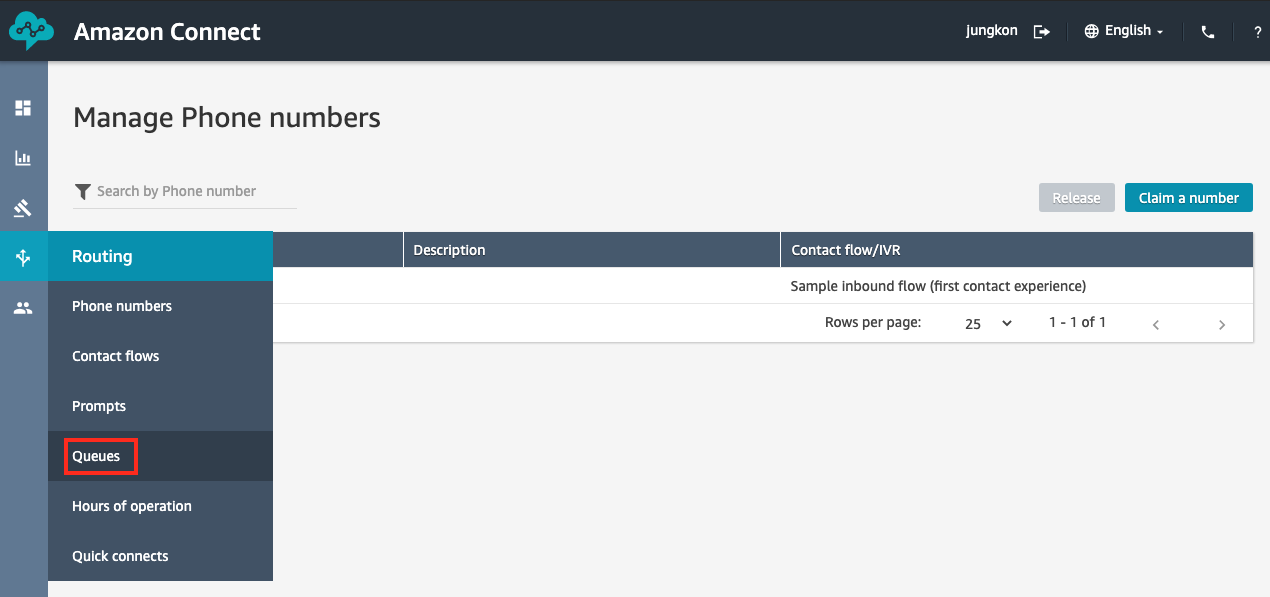 Amazon Connect
jungkon
English
?
Manage Phone numbers
Search by Phone number
Release
Claim a number
Routing
Description
Contact flow/IVR
Phone numbers
Sample inbound flow (first contact experience)
Rows per page:
25
1 - 1 of 1
Contact flows
Prompts
Queues
Hours of operation
Quick connects